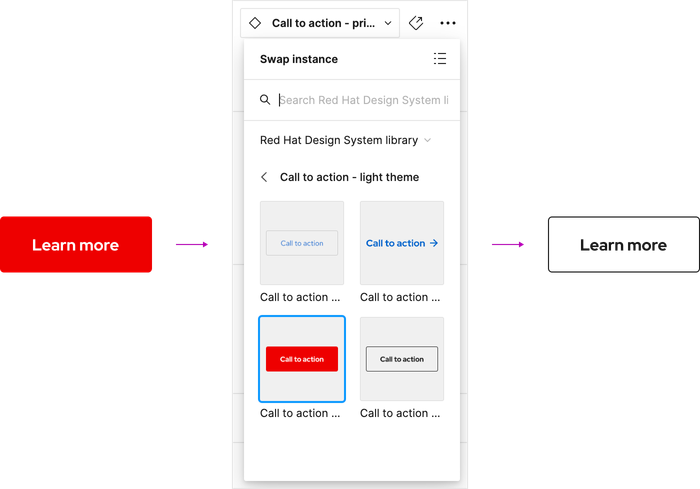 Call to action - pri...
Swap instance
Search Red Hat Design System li
Red Hat Design System library
Call to action - light theme
Call to action
Call to action
Call to action ...
Call to action ...
Call to action
Call to action
Call to action ...
Call to action ...
Learn more
Learn more